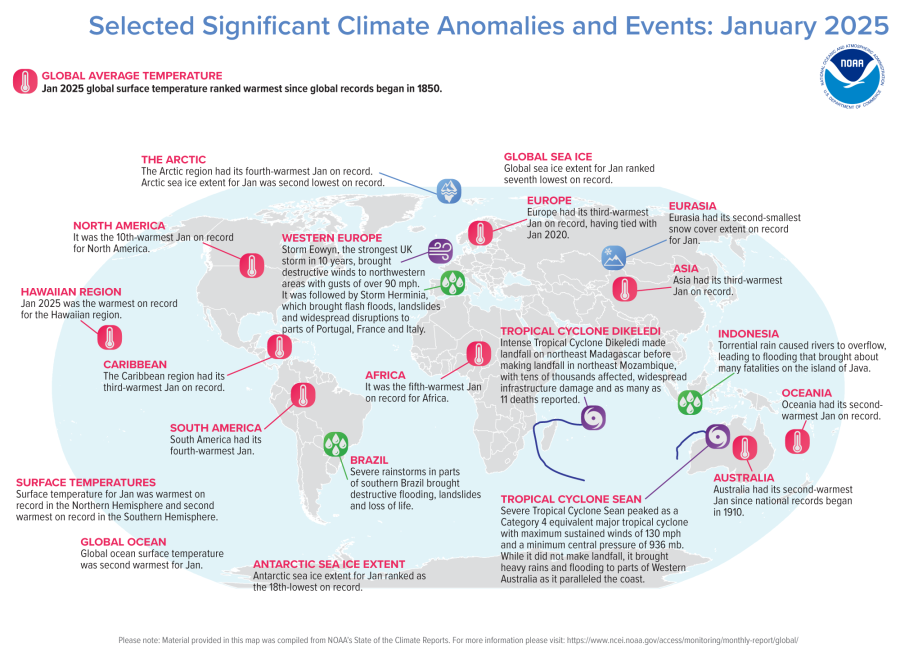 Selected Significant Climate Anomalies and Events: January 2025
NOAA
NATIONAL OCEANIC AND ATMOSPHERIC ADMINISTRATION
U.S. DEPARTMENT OF COMMERCE
GLOBAL AVERAGE TEMPERATURE
Jan 2025 global surface temperature ranked warmest since global records began in 1850.
THE ARCTIC
The Arctic region had its fourth-warmest Jan on record.
Arctic sea ice extent for Jan was second lowest on record.
GLOBAL SEA ICE
Global sea ice extent for Jan ranked
seventh lowest on record.
EUROPE
Europe had its third-warmest
Jan on record, having tied with
Jan 2020.
EURASIA
Eurasia had its second-smallest
snow cover extent on record
for Jan.
NORTH AMERICA
It was the 10th-warmest Jan on record
for North America.
WESTERN EUROPE
Storm Eowyn, the strongest UK
storm in 10 years, brought
destructive winds to northwestern
areas with gusts of over 90 mph.
It was followed by Storm Herminia,
which brought flash floods, landslides
and widespread disruptions to
parts of Portugal, France and Italy.
ASIA
Asia had its third-warmest
Jan on record.
HAWAIIAN REGION
Jan 2025 was the warmest on record
for the Hawaiian region.
CARIBBEAN
The Caribbean region had its
third-warmest Jan on record.
AFRICA
It was the fifth-warmest Jan
on record for Africa.
TROPICAL CYCLONE DIKELEDI
Intense Tropical Cyclone Dikeledi made
landfall on northeast Madagascar before
making landfall in northeast Mozambique,
with tens of thousands affected, widespread
infrastructure damage and as many as
11 deaths reported.
INDONESIA
Torrential rain caused rivers to overflow,
leading to flooding that brought about
many fatalities on the island of Java.
OCEANIA
Oceania had its second-
warmest Jan on record.
SOUTH AMERICA
South America had its
fourth-warmest Jan.
BRAZIL
Severe rainstorms in parts
of southern Brazil brought
destructive flooding, landslides
and loss of life.
AUSTRALIA
Australia had its second-warmest
Jan since national records began
in 1910.
SURFACE TEMPERATURES
Surface temperature for Jan was warmest on
record in the Northern Hemisphere and second
warmest on record in the Southern Hemisphere.
TROPICAL CYCLONE SEAN
Severe Tropical Cyclone Sean peaked as a
Category 4 equivalent major tropical cyclone
with maximum sustained winds of 130 mph
and a minimum central pressure of 936 mb.
While it did not make landfall, it brought
heavy rains and flooding to parts of Western
Australia as it paralleled the coast.
GLOBAL OCEAN
Global ocean surface temperature
was second warmest for Jan.
ANTARCTIC SEA ICE EXTENT
Antarctic sea ice extent for Jan ranked as
the 18th-lowest on record.
Please note: Material provided in this map was compiled from NOAA's State of the Climate Reports. For more information please visit: https://www.ncei.noaa.gov/access/monitoring/monthly-report/global/